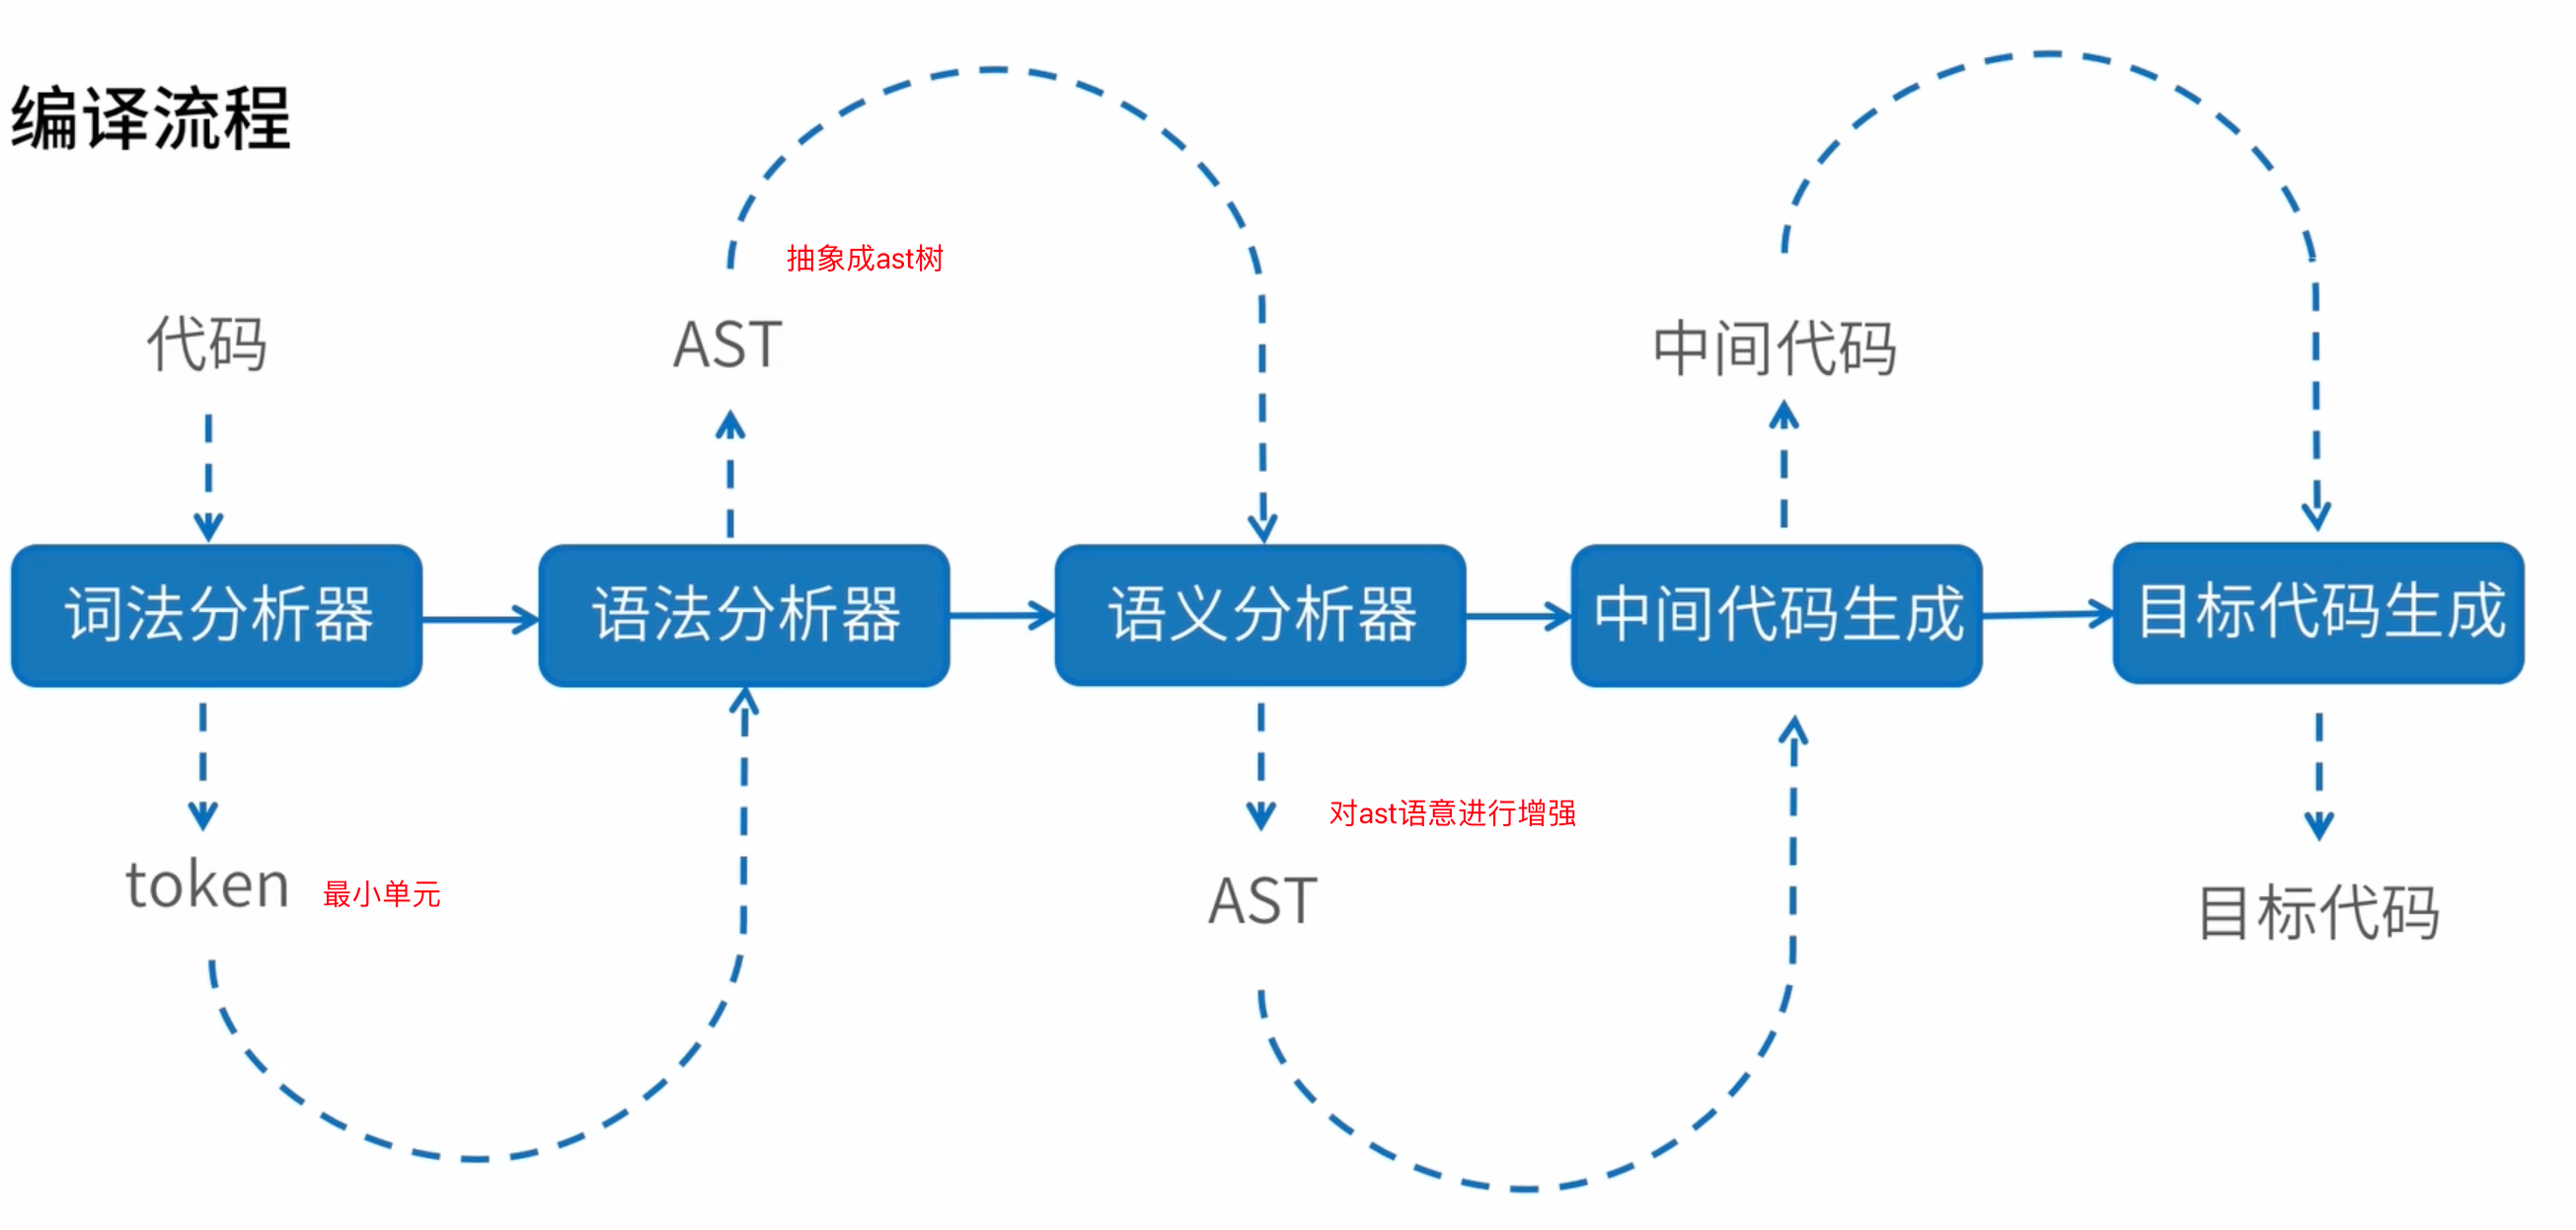 编译流程
抽象成ast树
代码
AST
中间代码
词法分析器
语法分析器
语义分析器
中间代码生成
目标代码生成
对ast语意进行增强
token
最小单元
AST
目标代码